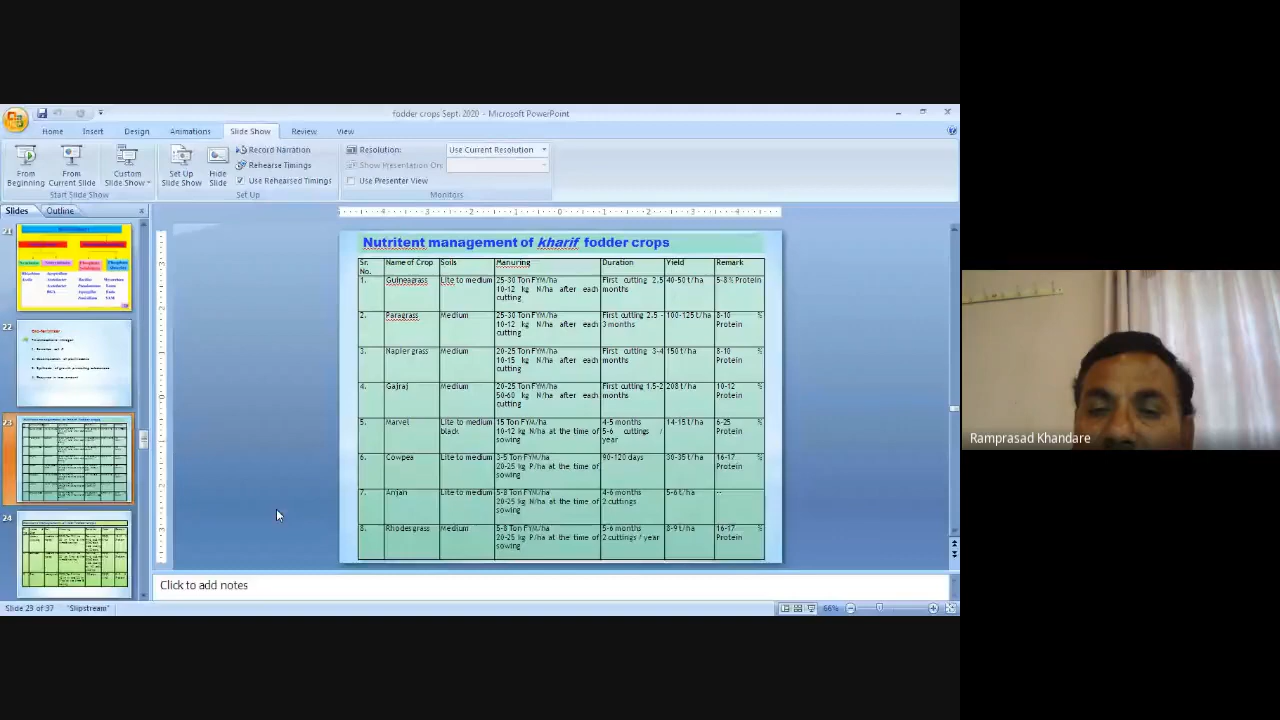 fodder crops Sept. 2020 - Microsoft PowerPoint
Home Insert Design Animations Slide Show Review View
From Beginning
From Current Slide
Custom Slide Show
Start Slide Show
Set Up Slide Show
Hide Slide
Record Narration
Rehearse Timings
Use Rehearsed Timings
Set Up
Resolution: Use Current Resolution
Show Presentation On:
Use Presenter View
Monitors
Slides Outline
21
22
23
24
Nutritent management of kharif fodder crops
Sr. No. Name of Crop Soils Manuring Duration Yield Remark
1. Lite to medium 25-30 Ton FYM/ha 10-12 kg N/ha after each cutting First cutting 2.5 months 40-50 t/ha 5-8% Protein
2. Paragrass Medium 25-30 Ton FYM/ha 10-12 kg N/ha after each cutting First cutting 2.5 - 3 months 100-125 t/ha 8-10 % Protein
3. Napier grass Medium 20-25 Ton FYM/ha 10-15 kg N/ha after each cutting First cutting 3-4 months 150 t/ha 8-10 % Protein
4. Gajraj Medium 20-25 Ton FYM/ha 50-60 kg N/ha after each cutting First cutting 1.5-2 months 208 t/ha 10-12 % Protein
5. Marvel Lite to medium black 15 Ton FYM/ha 10-12 kg N/ha at the time of sowing 4-5 months 5-6 cuttings / year 14-15 t/ha 6-25 % Protein
6. Cowpea Lite to medium 3-5 Ton FYM/ha 20-25 kg P/ha at the time of sowing 90-120 days 30-35 t/ha 16-17 % Protein
7. Anjan Lite to medium 5-8 Ton FYM/ha 20-25 kg N/ha at the time of sowing 4-6 months 2 cuttings 5-6 t/ha --
8. Rhodesgrass Medium 6-8 Ton FYM/ha 20-25 kg P/ha at the time of sowing 5-6 months 2 cuttings / year 8-9 t/ha 16-17 % Protein
Click to add notes
Slide 23 of 37 "Slipstream" 66%
Ramprasad Khandare